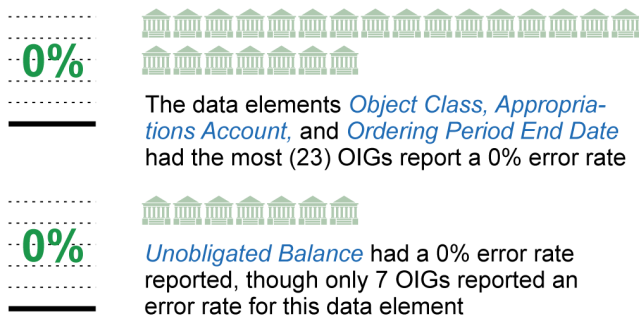 0%
The data elements Object Class, Appropria-
tions Account, and Ordering Period End Date
had the most (23) OIGs report a 0% error rate
0%
Unobligated Balance had a 0% error rate
reported, though only 7 OIGs reported an
error rate for this data element